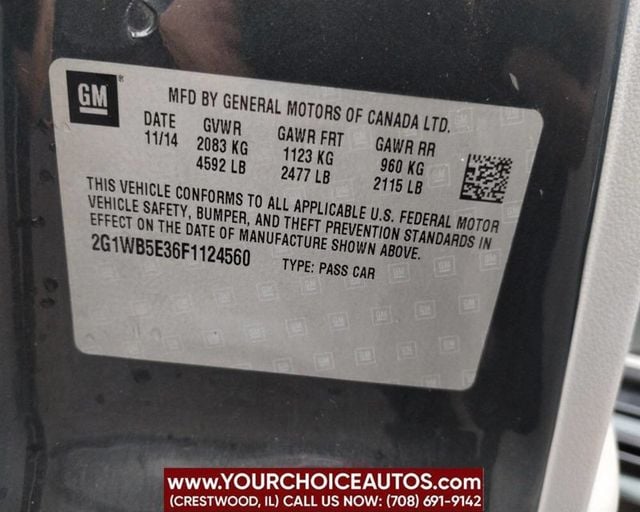 GM
MFD BY GENERAL MOTORS OF CANADA LTD.
DATE GVWR GAWR FRT GAWR RR
11/14 2083 KG 1123 KG 960 KG
4592 LB 2477 LB 2115 LB
THIS VEHICLE CONFORMS TO ALL APPLICABLE U.S. FEDERAL MOTOR
VEHICLE SAFETY, BUMPER, AND THEFT PREVENTION STANDARDS IN
EFFECT ON THE DATE OF MANUFACTURE SHOWN ABOVE.
2G1WB5E36F1124560 TYPE: PASS CAR
www.YOURCHOICEAUTOS.COM
(CRESTWOOD, IL) CALL US NOW: (708) 691-9142